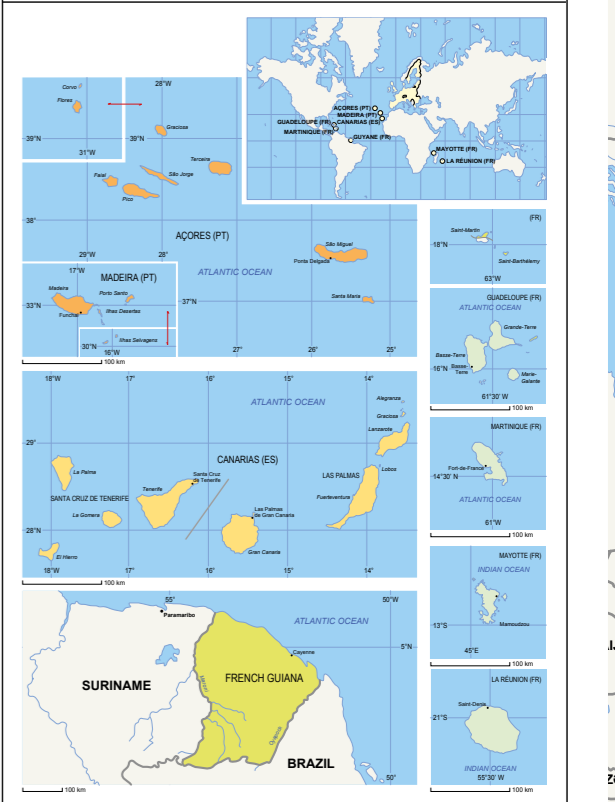 Corvo
Flores
28°W
39°N
31°W
39°N
Graciosa
Terceira
São Jorge
Faial
Pico
38°
29°W
28°
AÇORES (PT)
ATLANTIC OCEAN
São Miguel
Ponta Delgada
Santa Maria
37°N
27°
26°
25°
17°W
MADEIRA (PT)
Madeira
Porto Santo
33°N
Funchal
Ilhas Desertas
Ilhas Selvagens
30°N
16°W
100 km
AÇORES (PT)
MADEIRA (PT)
CANARIAS (ES)
GUADELOUPE (FR)
MARTINIQUE (FR)
GUYANE (FR)
MAYOTTE (FR)
LA RÉUNION (FR)
18°W
17°
16°
15°
14°
ATLANTIC OCEAN
Alegranza
Graciosa
Lanzarote
29°
CANARIAS (ES)
Lobos
La Palma
Santa Cruz
de Tenerife
LAS PALMAS
Tenerife
SANTA CRUZ DE TENERIFE
Fuerteventura
La Gomera
Las Palmas
de Gran Canaria
28°N
El Hierro
Gran Canaria
18°W
17°
16°
15°
14°
100 km
55°
50°W
Paramaribo
ATLANTIC OCEAN
5°N
Cayenne
SURINAME
FRENCH GUIANA
Maroni
Oyapock
BRAZIL
50°
100 km
(FR)
Saint-Martin
18°N
Saint-Barthélemy
63°W
GUADELOUPE (FR)
ATLANTIC OCEAN
Grande-Terre
Basse-Terre
16°N
Basse-
Terre
Marie-
Galante
61°30' W
100 km
MARTINIQUE (FR)
Fort-de-France
14°30' N
ATLANTIC OCEAN
61°W
100 km
MAYOTTE (FR)
INDIAN OCEAN
Mamoudzou
13°S
45°E
100 km
LA RÉUNION (FR)
Saint-Denis
21°S
INDIAN OCEAN
55°30' W
100 km